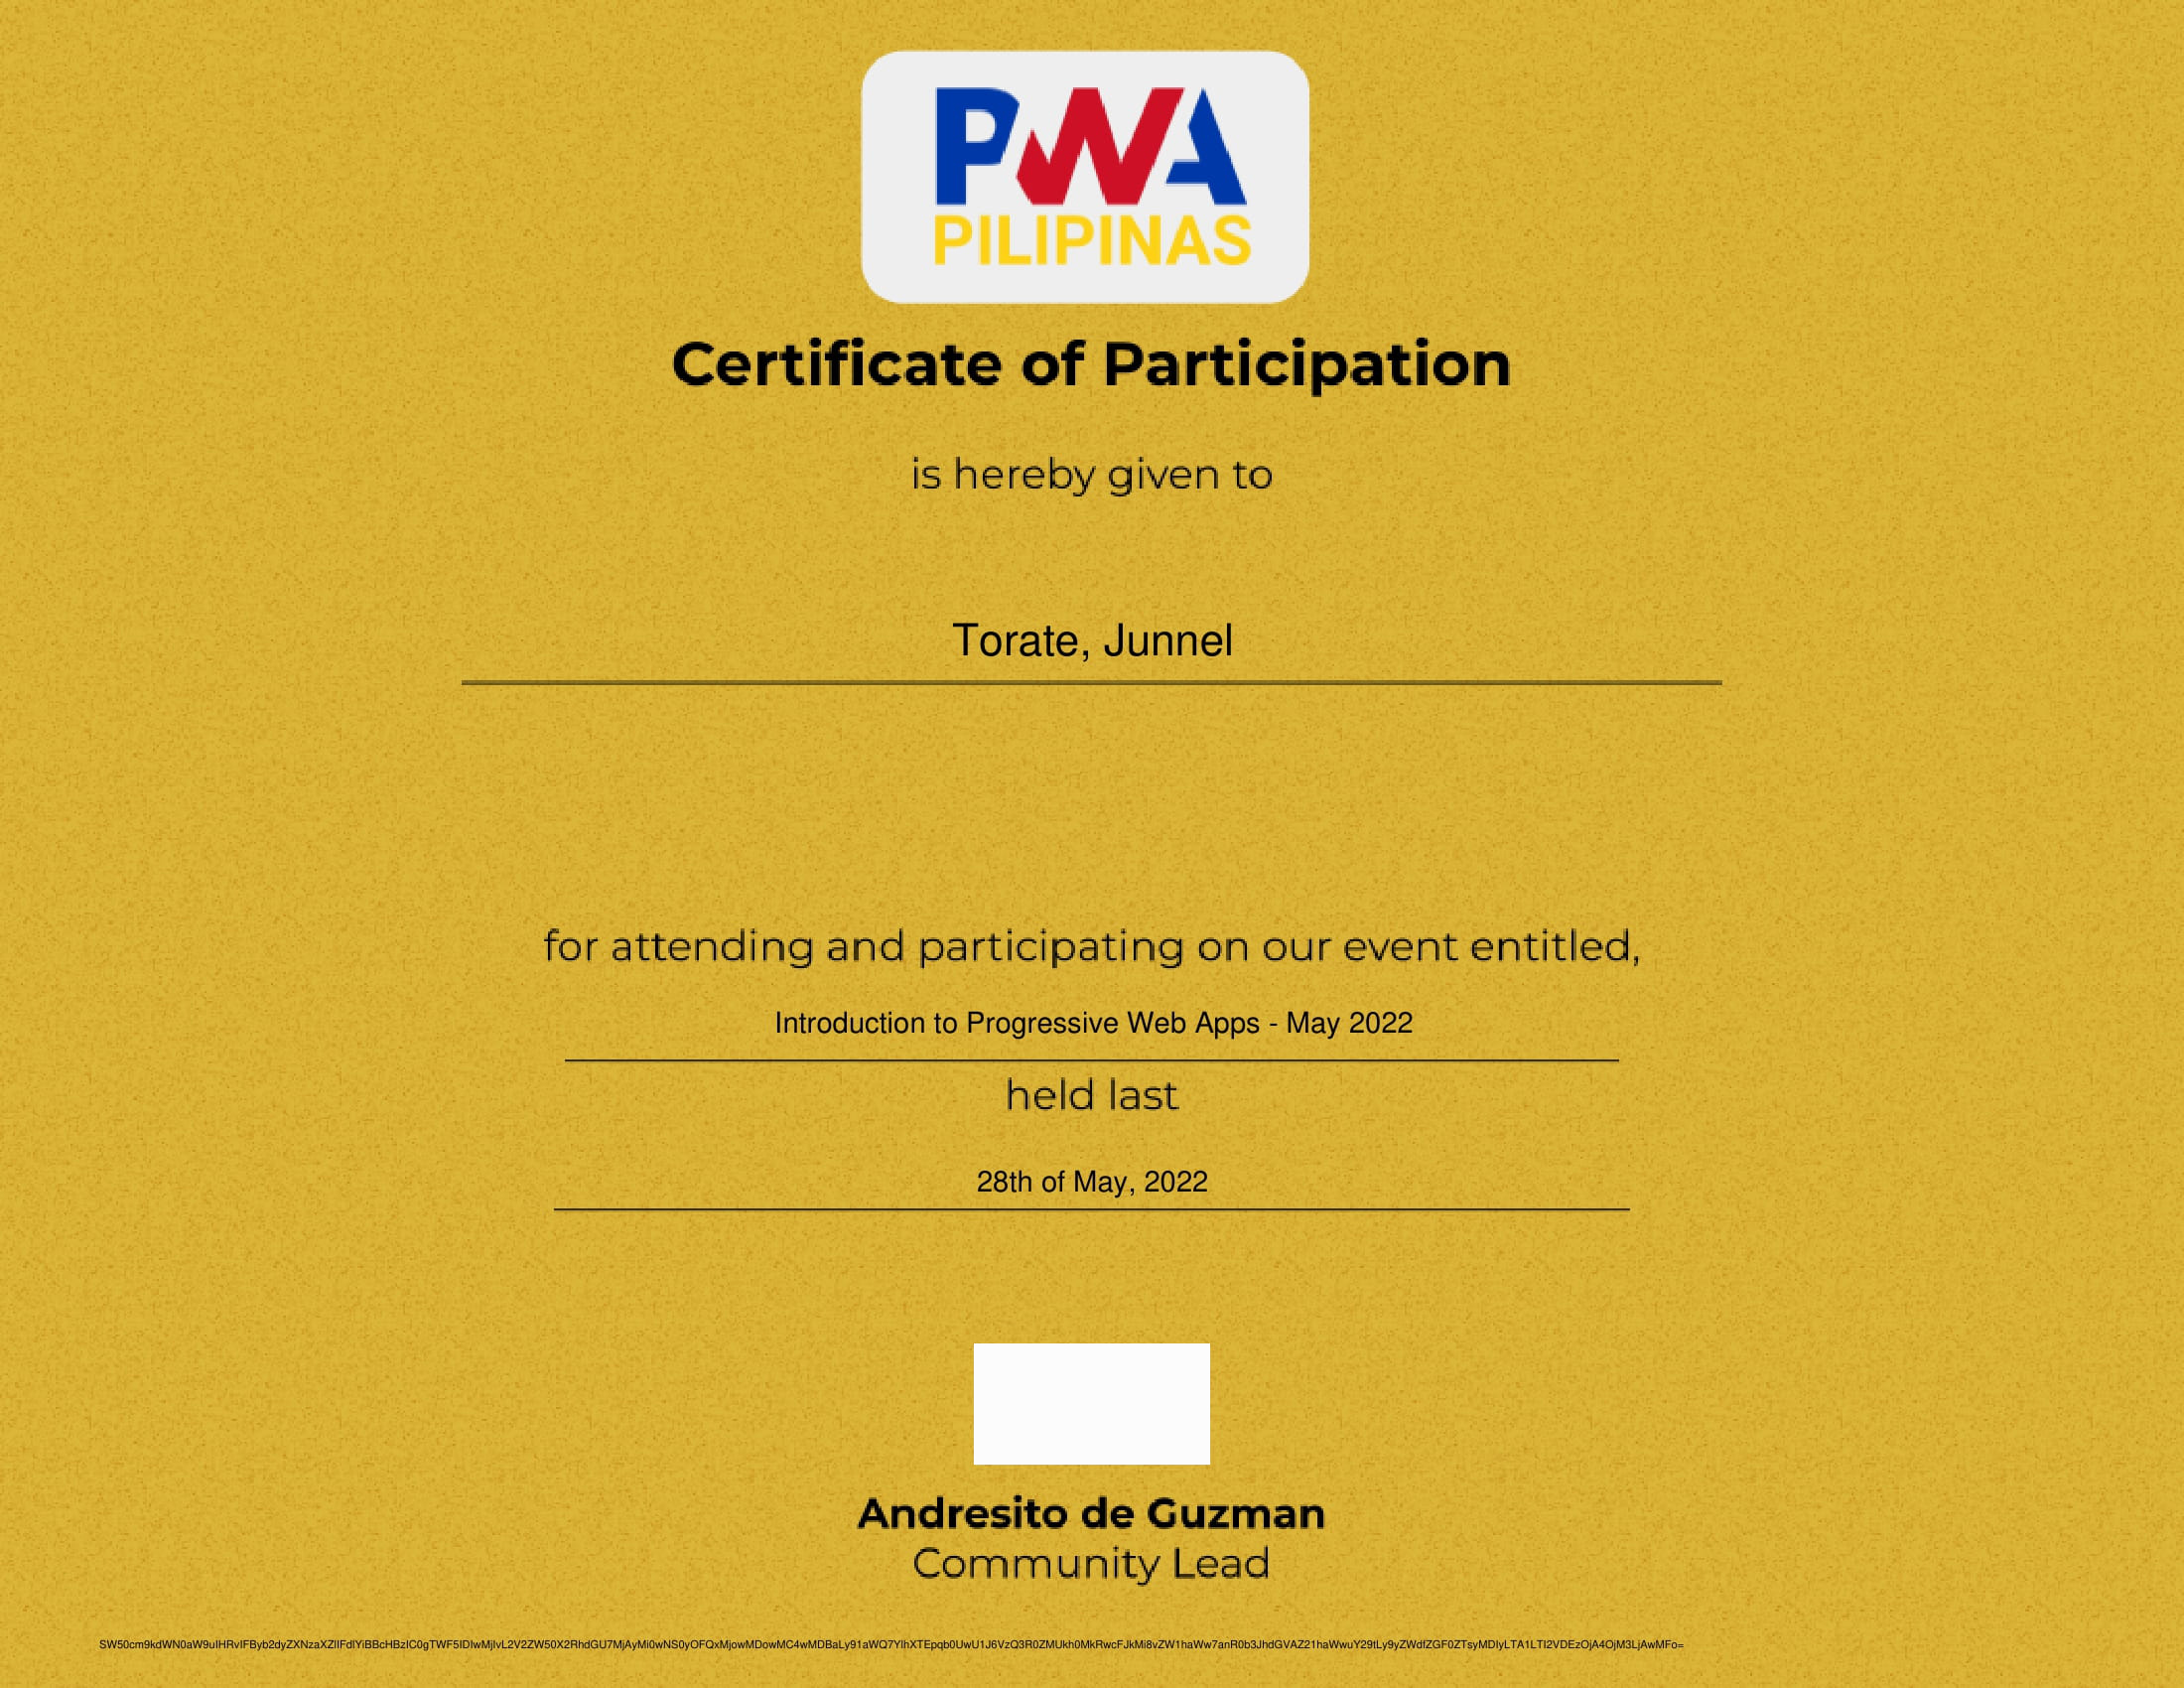 PWA
PILIPINAS
Certificate of Participation
is hereby given to
Torate, Junnel
for attending and participating on our event entitled,
Introduction to Progressive Web Apps - May 2022
held last
28th of May, 2022
Andresito de Guzman
Community Lead